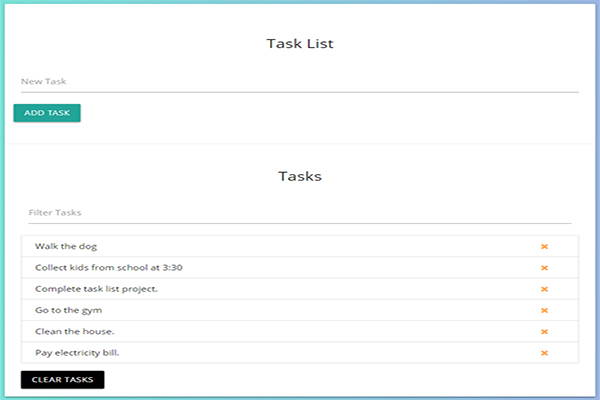 Task List
New Task
ADD TASK
Tasks
Filter Tasks
Walk the dog
Collect kids from school at 3:30
Complete task list project.
Go to the gym
Clean the house.
Pay electricity bill.
CLEAR TASKS